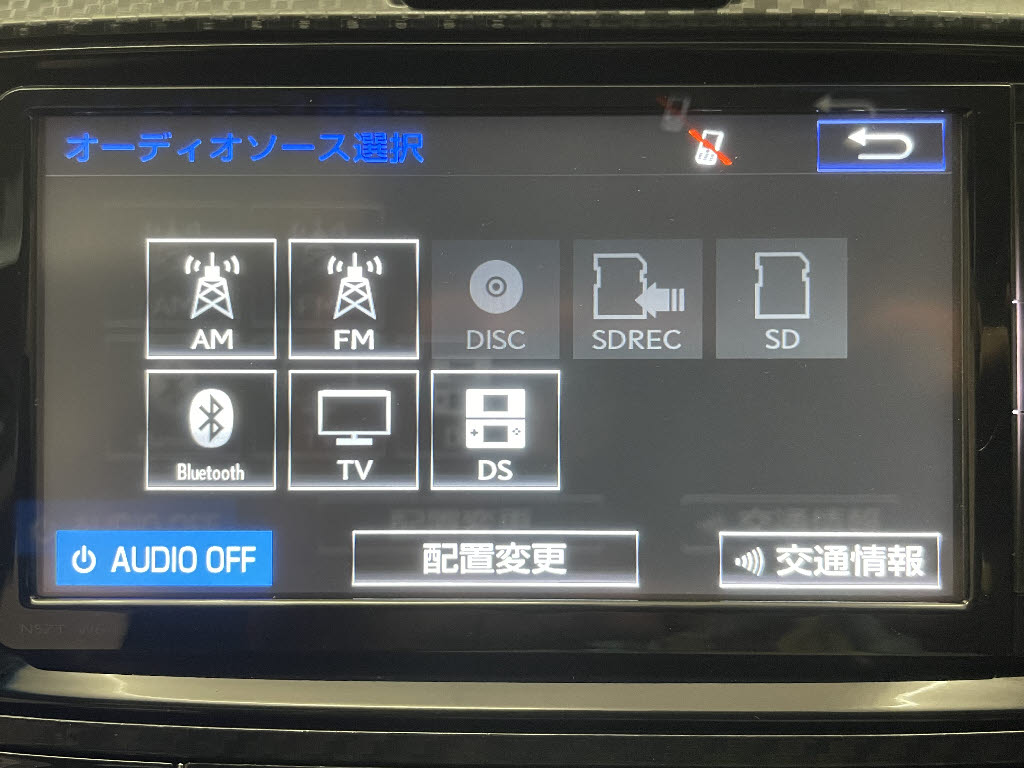 オーディオソース選択
AM
FM
DISC
SDREC
SD
Bluetooth
TV
DS
AUDIO OFF
配置変更
交通情報